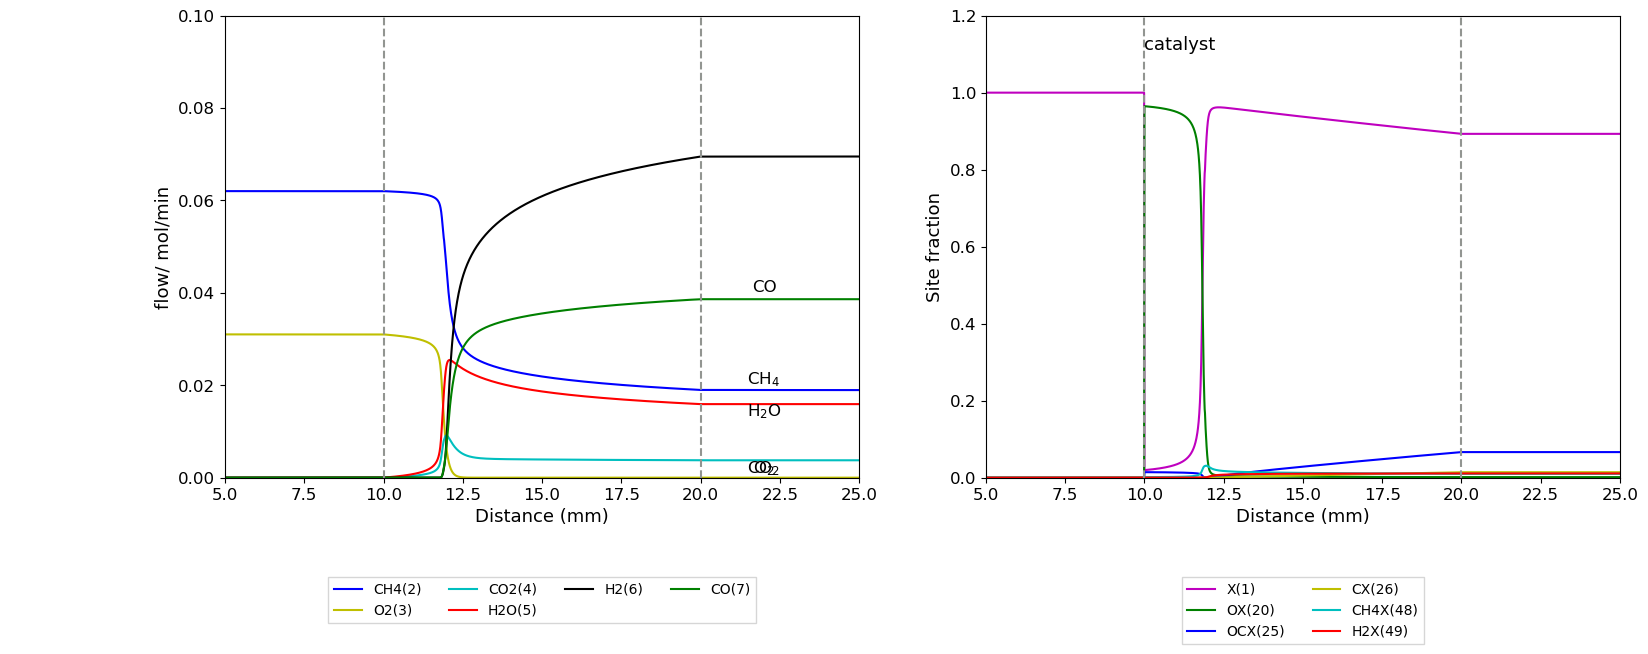 0.10
0.08
0.06
0.04
0.02
0.00
flow/ mol/min
CO
CH₄
H₂O
5.0 7.5 10.0 12.5 15.0 17.5 20.0 22.5 25.0
Distance (mm)
CH4(2) CO2(4) H2(6) CO(7)
O2(3) H2O(5)
catalyst
1.2
1.0
0.8
0.6
0.4
0.2
0.0
Site fraction
5.0 7.5 10.0 12.5 15.0 17.5 20.0 22.5 25.0
Distance (mm)
X(1) CX(26)
OX(20) CH4X(48)
OCX(25) H2X(49)